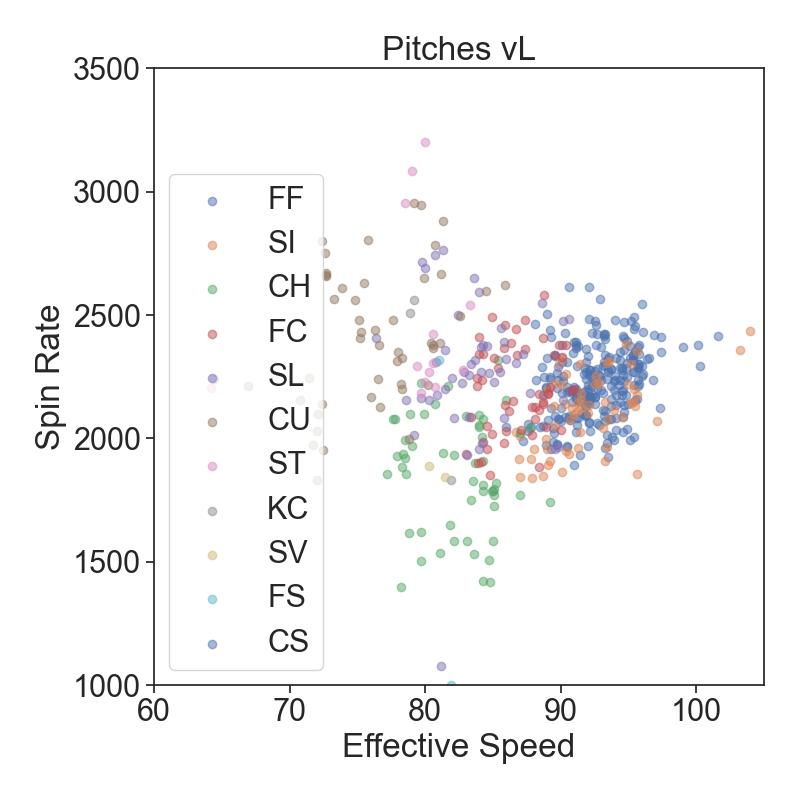 Pitches vL
3500
3000
2500
2000
1500
1000
Spin Rate
FF
SI
CH
FC
SL
CU
ST
KC
SV
FS
CS
60 70 80 90 100
Effective Speed